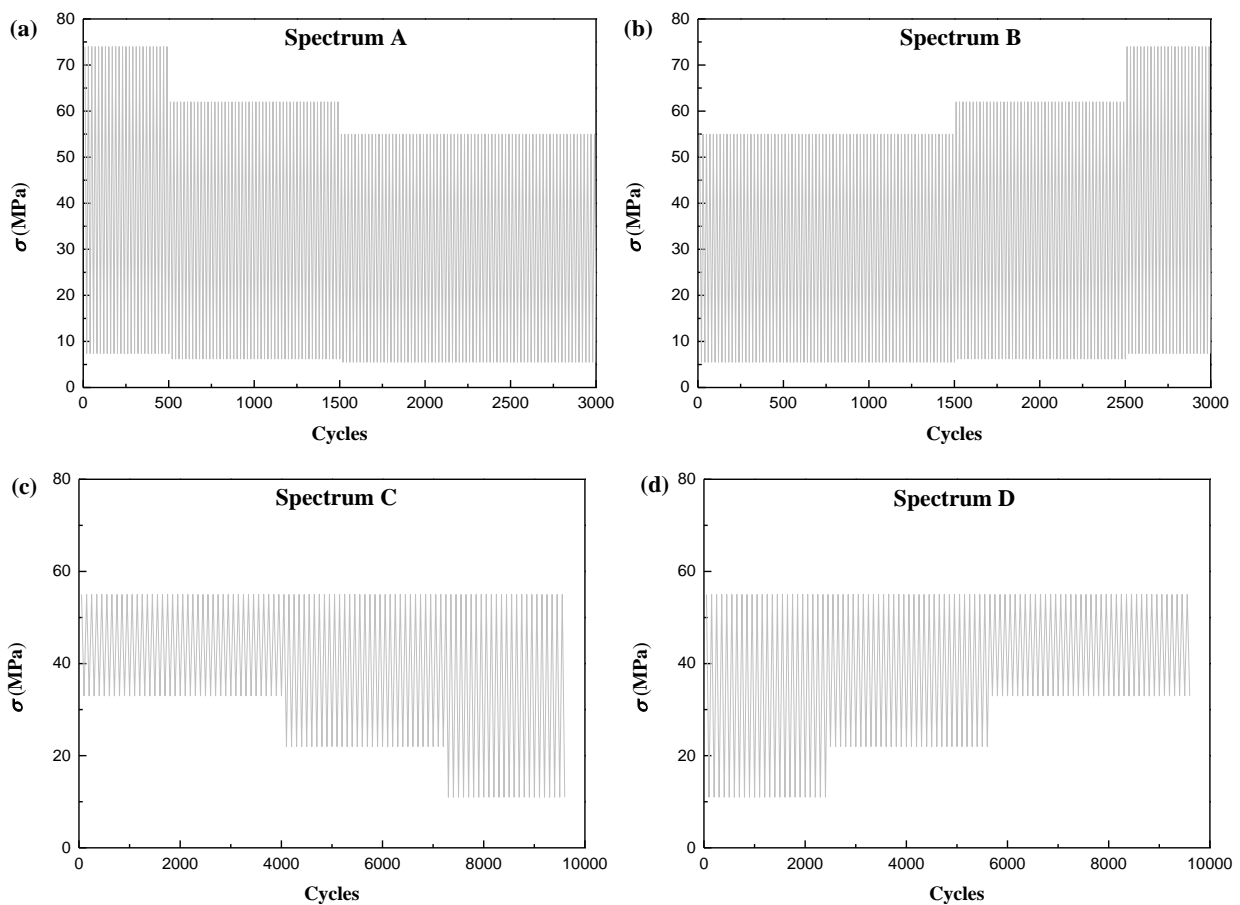 (a)
Spectrum A
80
70
60
50
40
30
20
10
0
σ (MPa)
0 500 1000 1500 2000 2500 3000
Cycles
(b)
Spectrum B
80
70
60
50
40
30
20
10
0
σ (MPa)
0 500 1000 1500 2000 2500 3000
Cycles
(c)
Spectrum C
80
60
40
20
0
σ (MPa)
0 2000 4000 6000 8000 10000
Cycles
(d)
Spectrum D
80
60
40
20
0
σ (MPa)
0 2000 4000 6000 8000 10000
Cycles